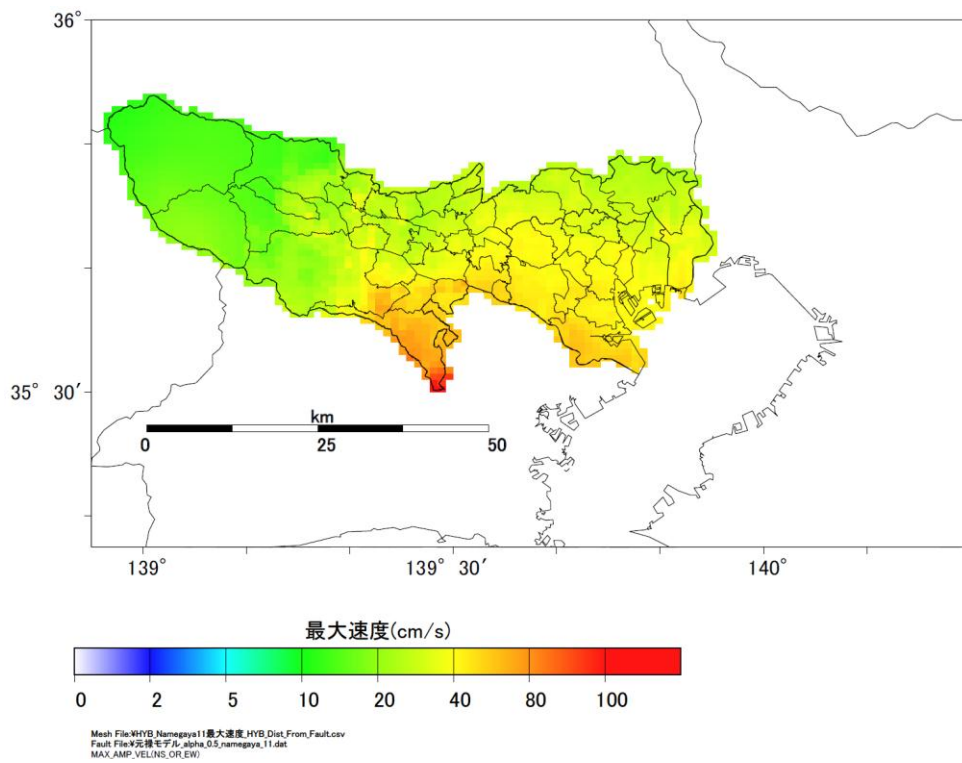 36°
35° 30′
km
0 25 50
139° 139° 30′ 140°
最大速度(cm/s)
0 2 5 10 20 40 80 100
Mesh File:¥HYB_Namegaya11最大速度_HYB_Dist_From_Fault.csv
Fault File:¥元禄モデル_alpha_0.5_namegaya_11.dat
MAX_AMP_VEL(NS_OR_EW)